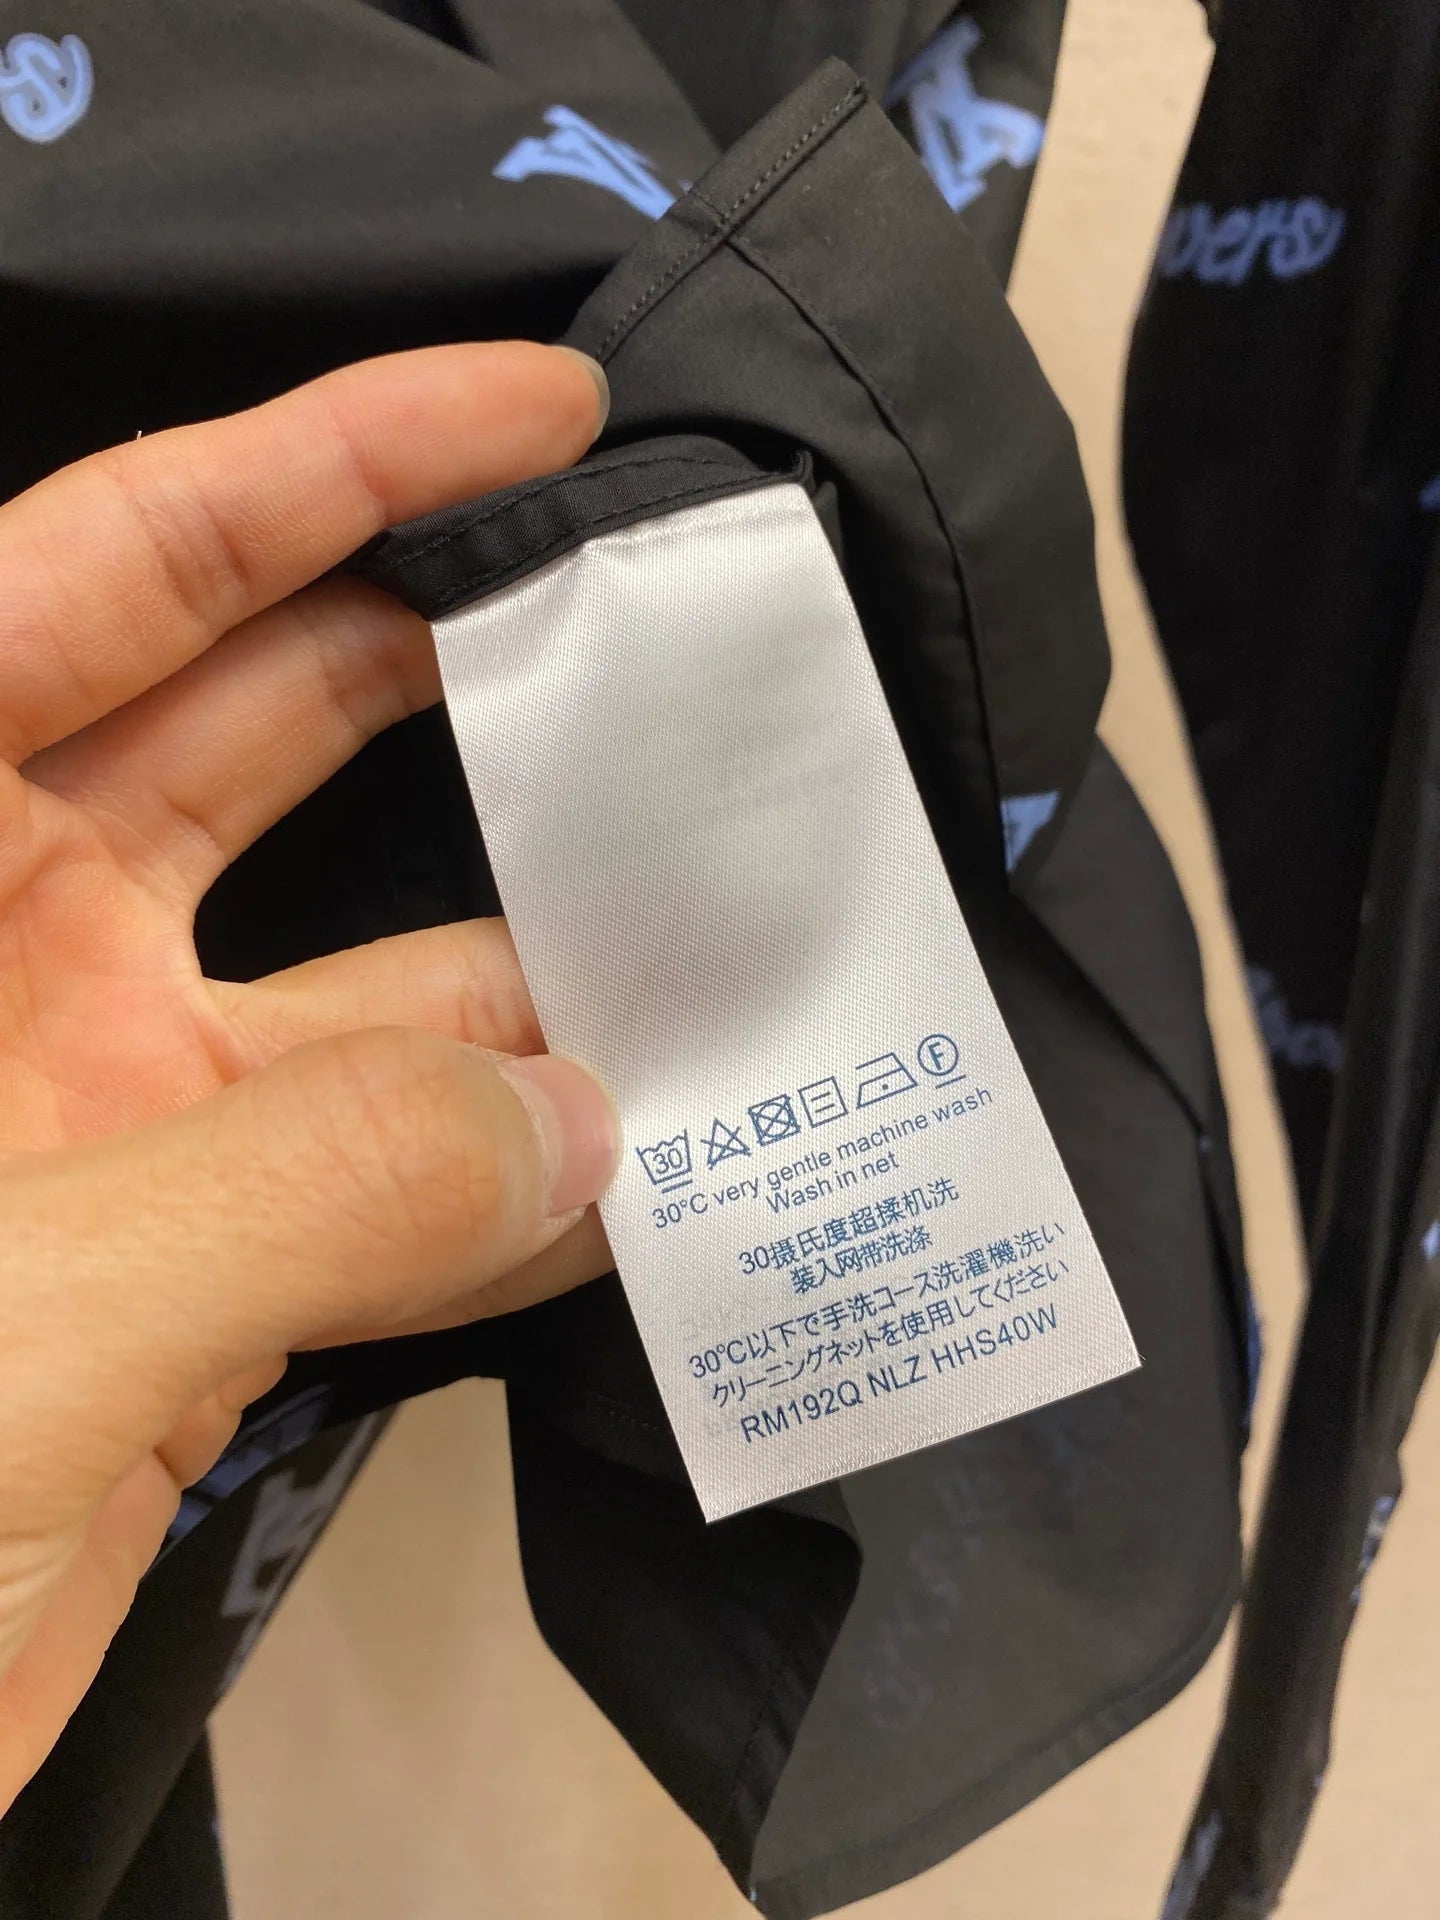 vers
30
F
30°C very gentle machine wash
Wash in net
30摄氏度超揉机洗
装入网带洗涤
30℃以下で手洗コース洗濯機洗い
クリーニングネットを使用してください
RM192Q NLZ HHS40W